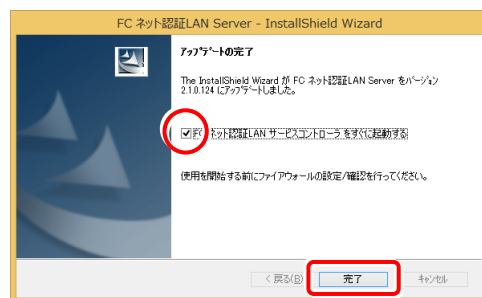 FC ネット認証LAN Server - InstallShield Wizard
アップデートの完了
The InstallShield Wizard が FC ネット認証LAN Server をバージョン
2.1.0.124 にアップデートしました。
FC ネット認証LAN サービスコントローラ をすぐに起動する
使用を開始する前にファイアウォールの設定/確認を行ってください。
< 戻る(B)
完了
キャンセル